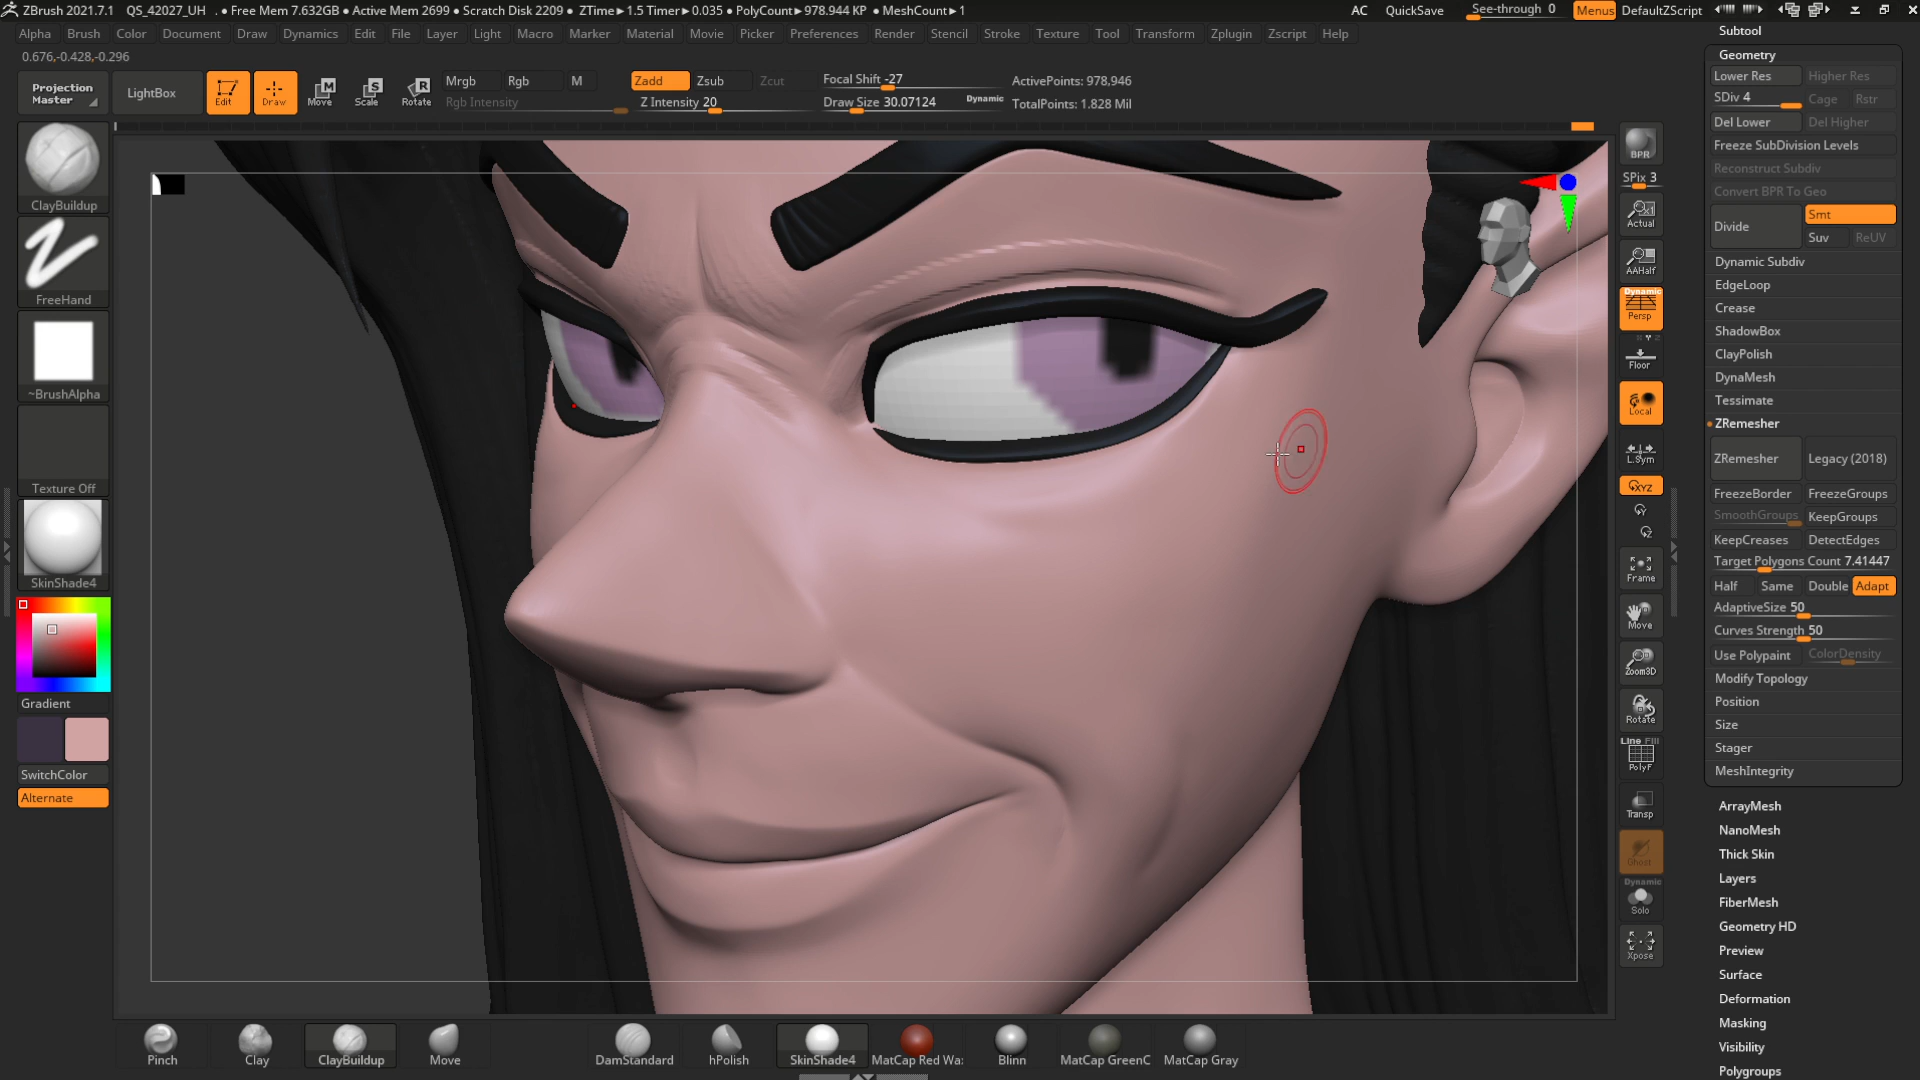 ZBrush 2021.7.1 QS_42027_UH . • Free Mem 7.632GB • Active Mem 2699 • Scratch Disk 2209 • ZTime►1.5 Timer►0.035 • PolyCount►978.944 KP • MeshCount►1 AC QuickSave See-through 0 Menus DefaultZScript
Alpha Brush Color Document Draw Dynamics Edit File Layer Light Macro Marker Material Movie Picker Preferences Render Stencil Stroke Texture Tool Transform Zplugin Zscript Help
0.676,-0.428,-0.296
Projection Master
LightBox
Edit
Draw
Move
Scale
Rotate
Mrgb Rgb M
Rgb Intensity
Zadd Zsub Zcut
Z Intensity 20
Focal Shift -27
Draw Size 30.07124
Dynamic
ActivePoints: 978,946
TotalPoints: 1.828 Mil
ClayBuildup
FreeHand
~BrushAlpha
Texture Off
SkinShade4
Gradient
SwitchColor
Alternate
BPR
SPix 3
Actual
AAHalf
Dynamic
Persp
Floor
Local
L.Sym
XYZ
Y
Z
Frame
Move
Zoom3D
Rotate
Line Fill
PolyF
Transp
Ghost
Dynamic
Solo
Xpose
Subtool
Geometry
Lower Res Higher Res
SDiv 4 Cage Rstr
Del Lower Del Higher
Freeze SubDivision Levels
Reconstruct Subdiv
Convert BPR To Geo
Divide Smt
Suv ReUV
Dynamic Subdiv
EdgeLoop
Crease
ShadowBox
ClayPolish
DynaMesh
Tessimate
ZRemesher
ZRemesher Legacy (2018)
FreezeBorder FreezeGroups
SmoothGroups KeepGroups
KeepCreases DetectEdges
Target Polygons Count 7.41447
Half Same Double Adapt
AdaptiveSize 50
Curves Strength 50
Use Polypaint ColorDensity
Modify Topology
Position
Size
Stager
MeshIntegrity
ArrayMesh
NanoMesh
Thick Skin
Layers
FiberMesh
Geometry HD
Preview
Surface
Deformation
Masking
Visibility
Polygroups
Pinch Clay ClayBuildup Move DamStandard hPolish SkinShade4 MatCap Red Wa: Blinn MatCap GreenC MatCap Gray